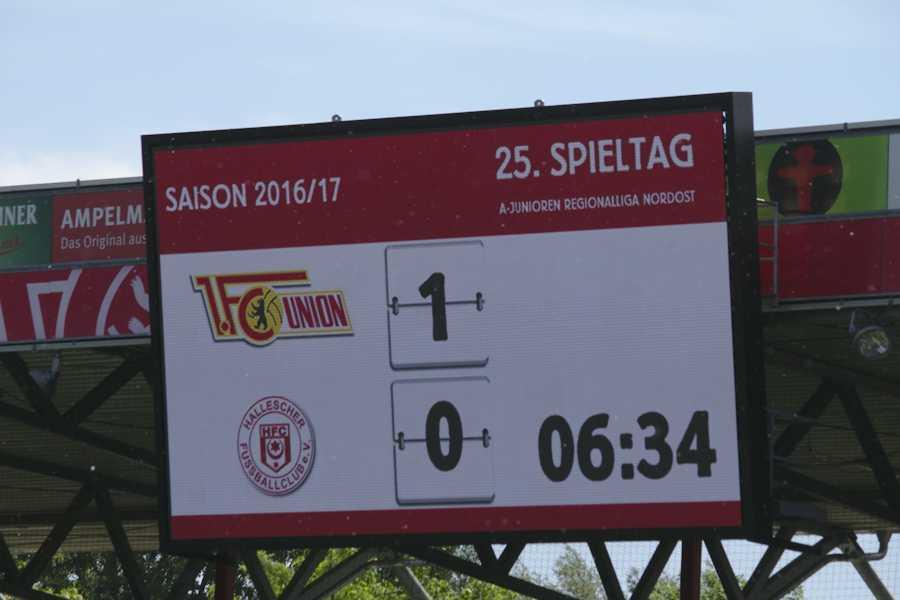 SAISON 2016/17
25. SPIELTAG
A-JUNIOREN REGIONALLIGA NORDOST
1.FC UNION
1
HALLESCHER
HFC
FUSSBALLCLUB e.V.
0
06:34
INER
AMPELM
Das Original aus